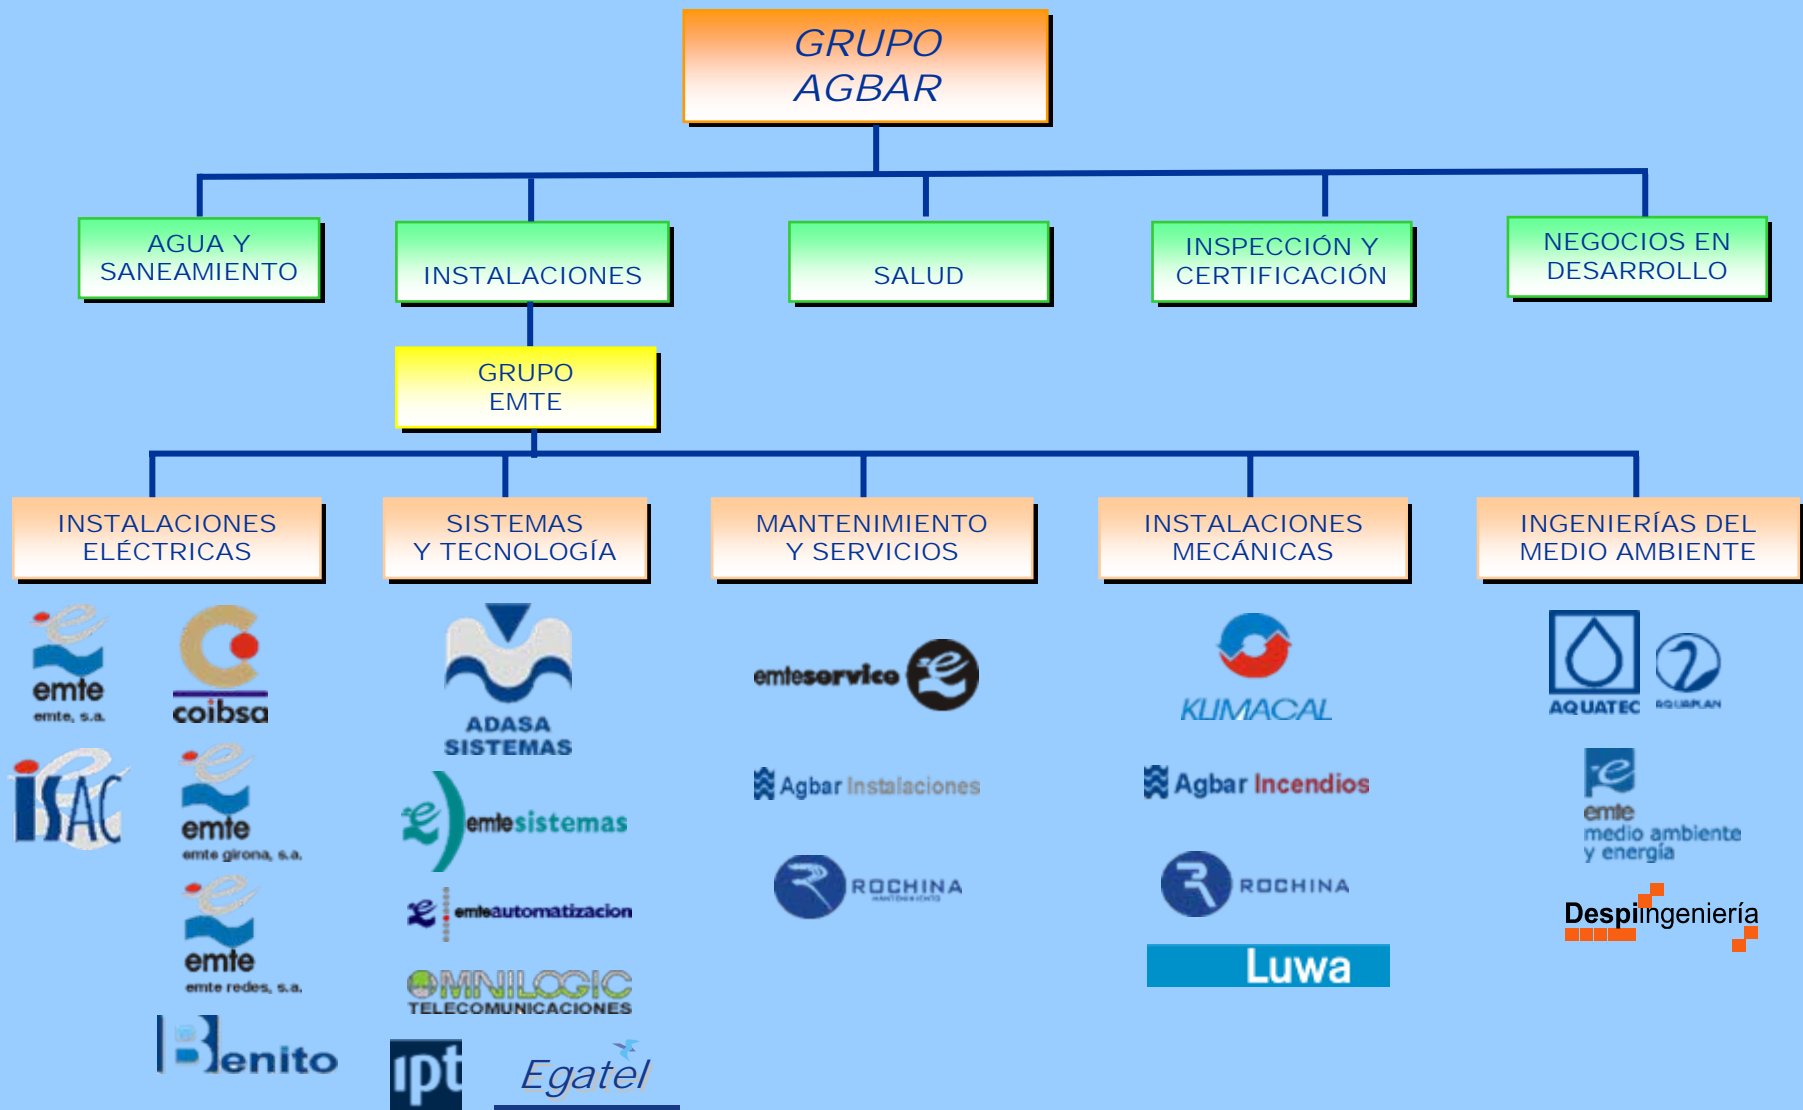 GRUPO
AGBAR
AGUA Y
SANEAMIENTO
INSTALACIONES
SALUD
INSPECCIÓN Y
CERTIFICACIÓN
NEGOCIOS EN
DESARROLLO
GRUPO
EMTE
INSTALACIONES
ELÉCTRICAS
SISTEMAS
Y TECNOLOGÍA
MANTENIMIENTO
Y SERVICIOS
INSTALACIONES
MECÁNICAS
INGENIERÍAS DEL
MEDIO AMBIENTE
emte
emte, s.a.
coibsa
ISAC
emte
emte girona, s.a.
emte
emte redes, s.a.
Benito
ADASA
SISTEMAS
emtesistemas
emteautomatizacion
OMNILOGIC
TELECOMUNICACIONES
ipt
Egatel
emteservice
Agbar Instalaciones
ROCHINA
MANTENIMIENTO
KLIMACAL
Agbar Incendios
ROCHINA
Luwa
AQUATEC
AQUAPLAN
emte
medio ambiente
y energía
Despiingeniería